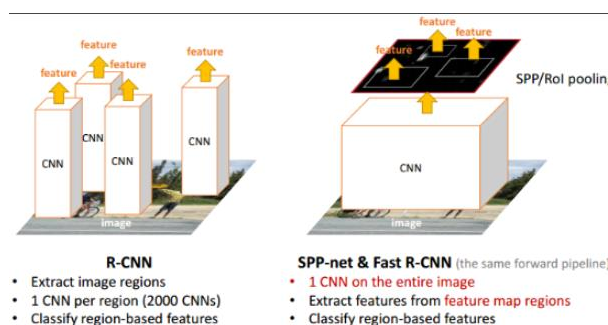 feature
feature
feature
feature
CNN
CNN
CNN
CNN
image
R-CNN
• Extract image regions
• 1 CNN per region (2000 CNNs)
• Classify region-based features
feature
feature
feature
SPP/RoI pooling
CNN
image
SPP-net & Fast R-CNN (the same forward pipeline)
• 1 CNN on the entire image
• Extract features from feature map regions
• Classify region-based features